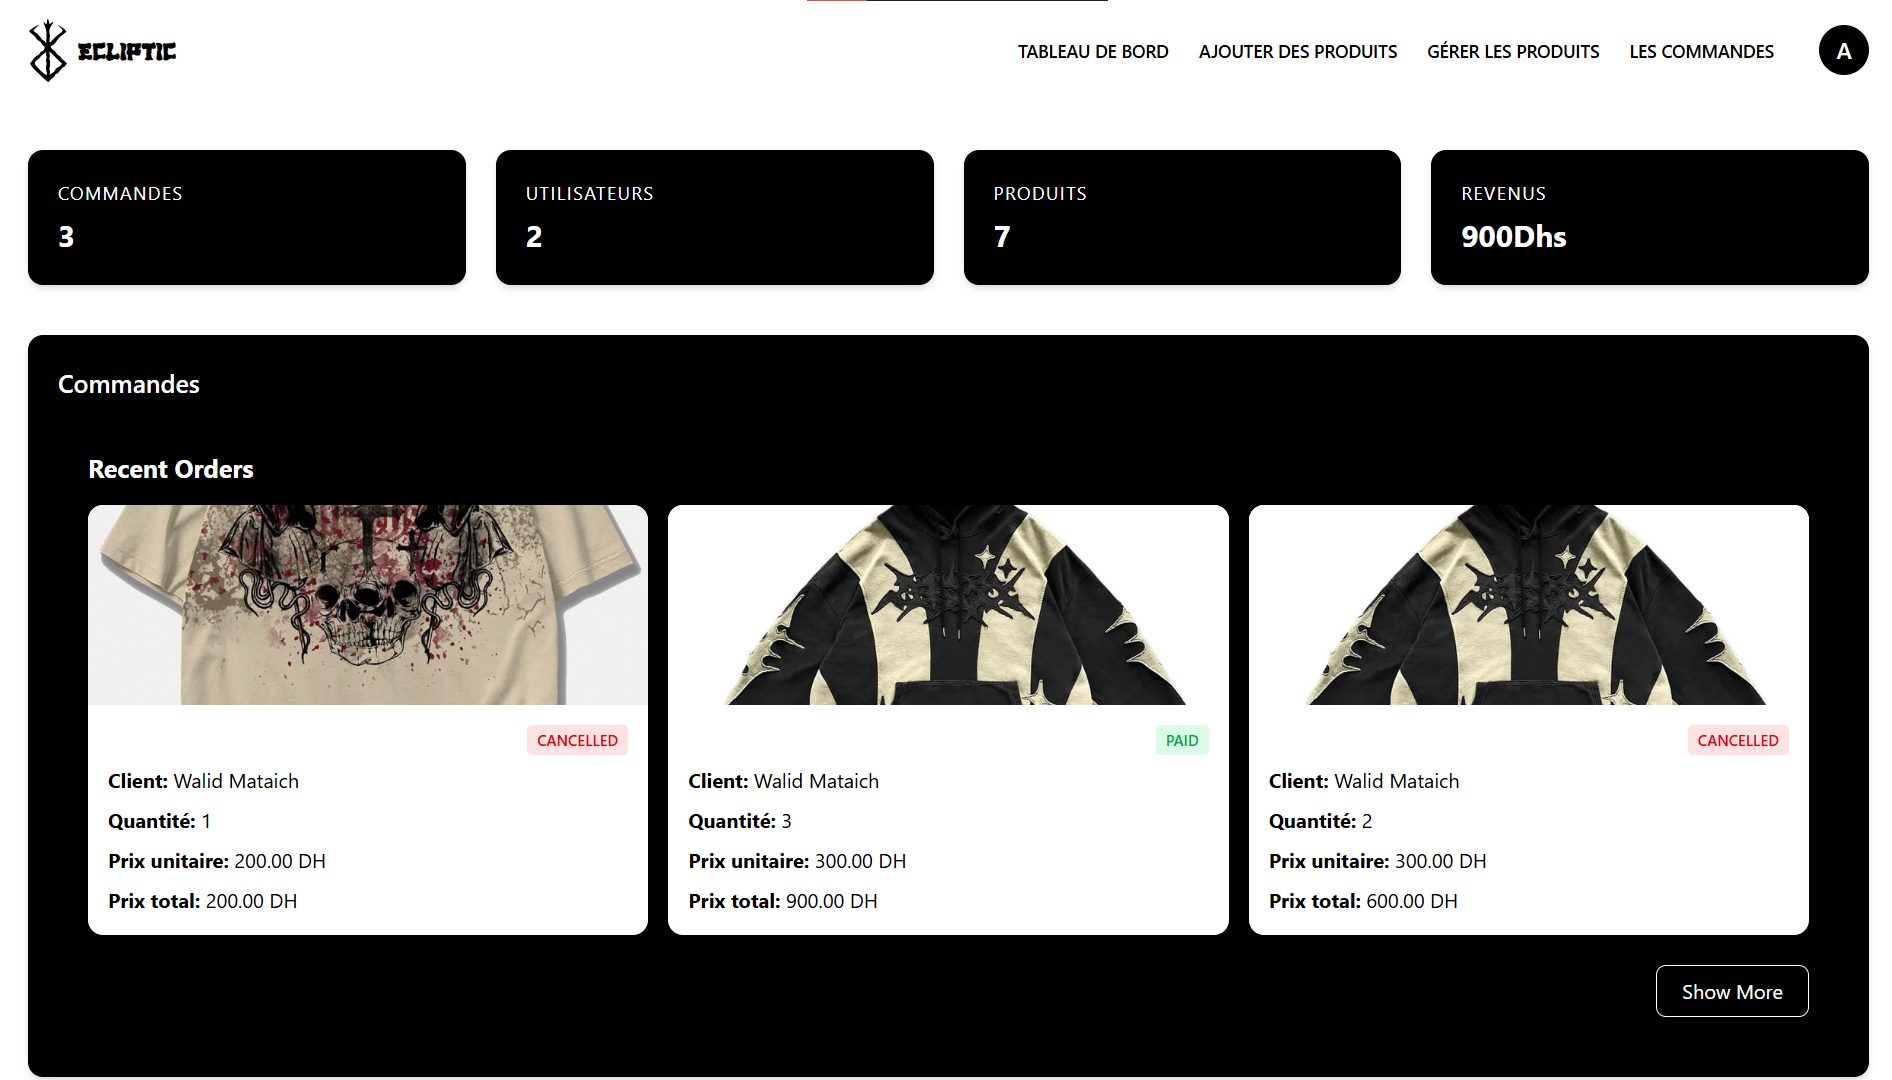 ECLIPTIC
TABLEAU DE BORD AJOUTER DES PRODUITS GÉRER LES PRODUITS LES COMMANDES A
COMMANDES
3
UTILISATEURS
2
PRODUITS
7
REVENUS
900Dhs
Commandes
Recent Orders
CANCELLED
Client: Walid Mataich
Quantité: 1
Prix unitaire: 200.00 DH
Prix total: 200.00 DH
PAID
Client: Walid Mataich
Quantité: 3
Prix unitaire: 300.00 DH
Prix total: 900.00 DH
CANCELLED
Client: Walid Mataich
Quantité: 2
Prix unitaire: 300.00 DH
Prix total: 600.00 DH
Show More